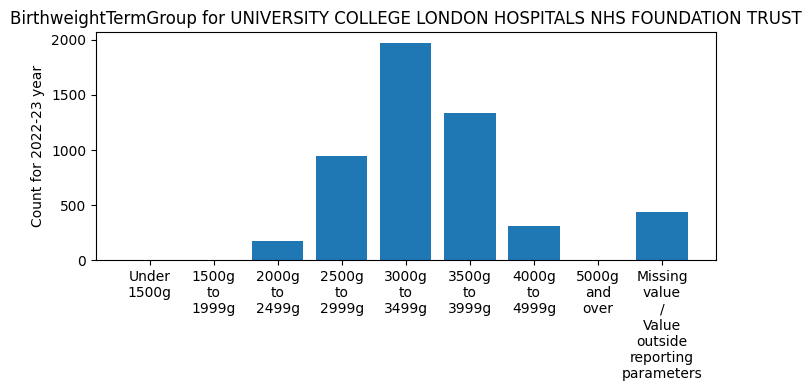 BirthweightTermGroup for UNIVERSITY COLLEGE LONDON HOSPITALS NHS FOUNDATION TRUST
Count for 2022-23 year
2000
1500
1000
500
0
Under
1500g
1500g
to
1999g
2000g
to
2499g
2500g
to
2999g
3000g
to
3499g
3500g
to
3999g
4000g
to
4999g
5000g
and
over
Missing
value
/
Value
outside
reporting
parameters